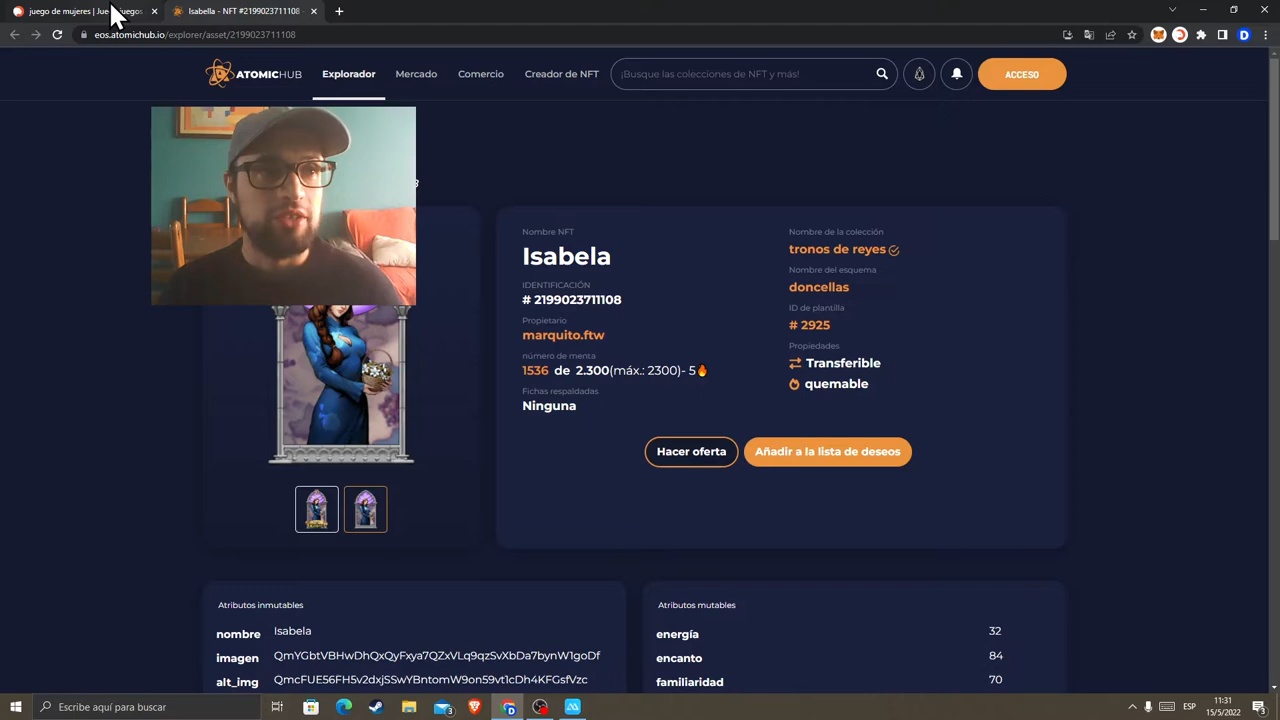 juego de mujeres | Jue juegos
Isabela - NFT #2199023711108
eos.atomichub.io/explorer/asset/2199023711108
ATOMICHUB
Explorador
Mercado
Comercio
Creador de NFT
¡Busque las colecciones de NFT y más!
ACCESO
Nombre NFT
Isabela
IDENTIFICACIÓN
# 2199023711108
Propietario
marquito.ftw
número de menta
1536 de 2.300(máx.: 2300)- 5🔥
Fichas respaldadas
Ninguna
Nombre de la colección
tronos de reyes
Nombre del esquema
doncellas
ID de plantilla
# 2925
Propiedades
Transferible
quemable
Hacer oferta
Añadir a la lista de deseos
Atributos inmutables
nombre Isabela
imagen QmYGbtVBHwDhQxQyFxya7QZxVLq9qzSvXbDa7bynW1goDf
alt_img QmcFUE56FH5v2dxjSSwYBntomW9on59vt1cDh4KFGsfVzc
Atributos mutables
energía 32
encanto 84
familiaridad 70
Escribe aquí para buscar
ESP
11:31
15/5/2022